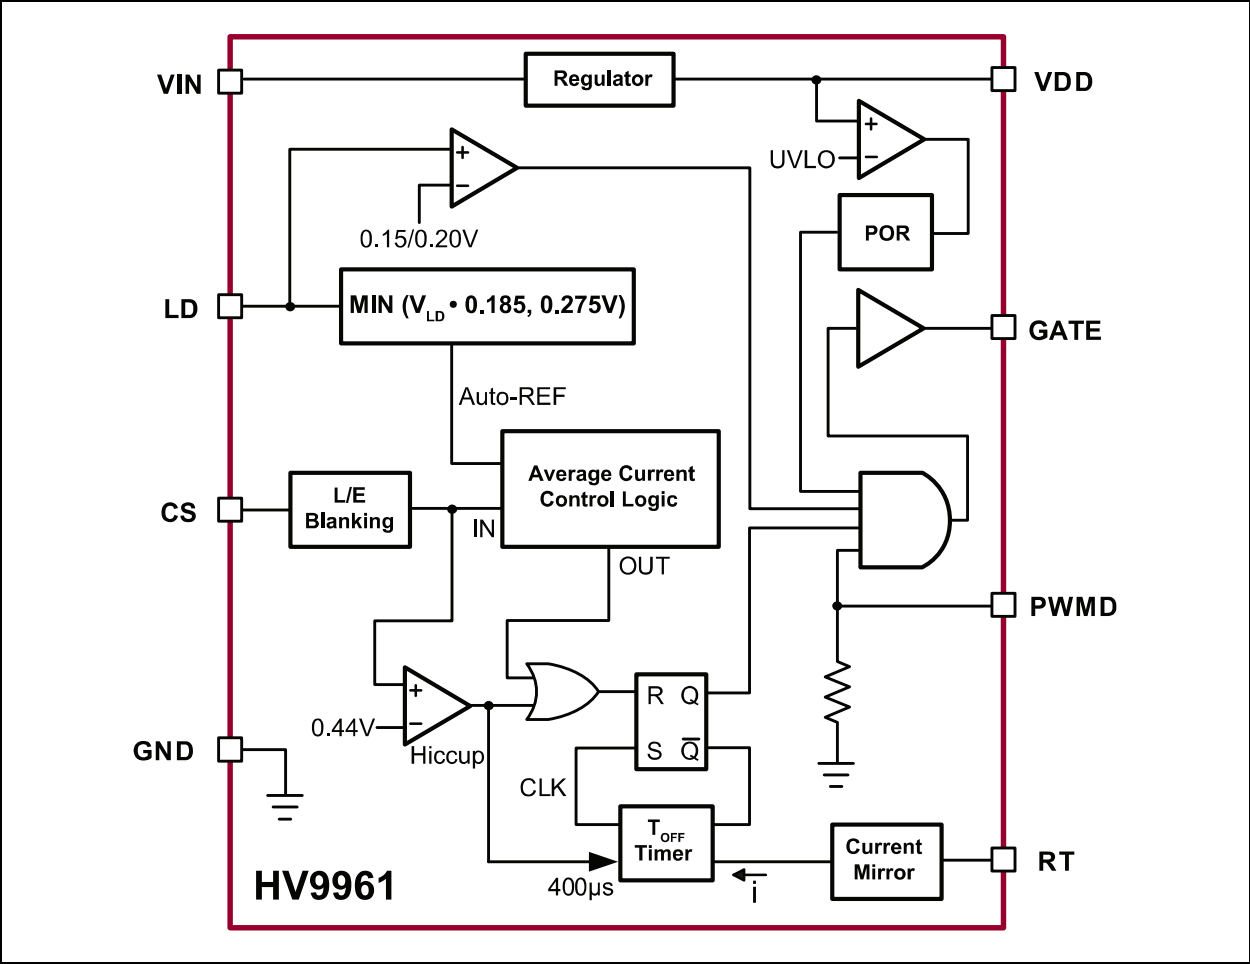 VIN
Regulator
VDD
+
−
UVLO
+
−
0.15/0.20V
POR
LD
MIN (V_LD • 0.185, 0.275V)
GATE
Auto-REF
Average Current
Control Logic
CS
L/E
Blanking
IN
OUT
PWMD
+
−
0.44V
Hiccup
R Q
S Q̅
GND
CLK
T_OFF
Timer
400µs
i
Current
Mirror
RT
HV9961